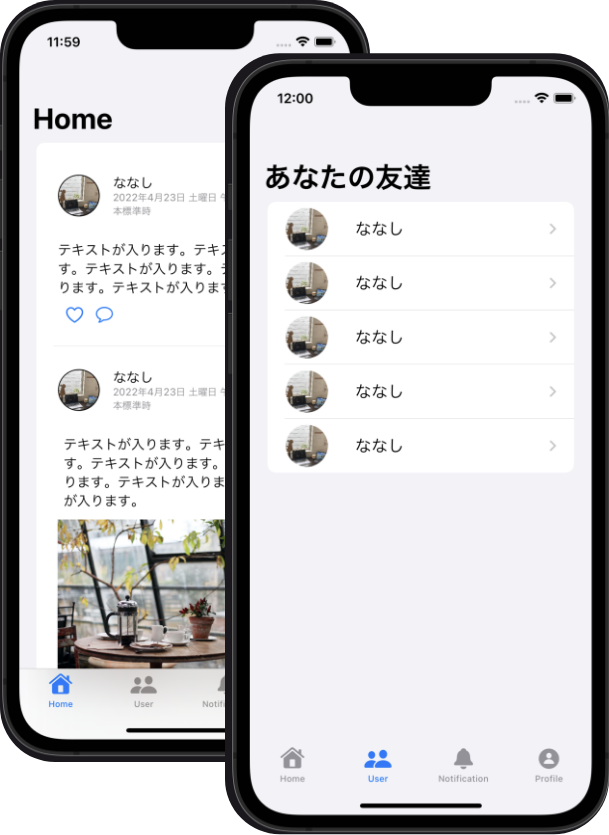 11:59
Home
ななし
2022年4月23日 土曜日 午
本標準時
テキストが入ります。テキス
す。テキストが入ります。テ
ります。テキストが入ります
ななし
2022年4月23日 土曜日 午
本標準時
テキストが入ります。テキ
す。テキストが入ります。
ります。テキストが入りま
が入ります。
Home
User
Notifi
12:00
あなたの友達
ななし
ななし
ななし
ななし
ななし
Home
User
Notification
Profile